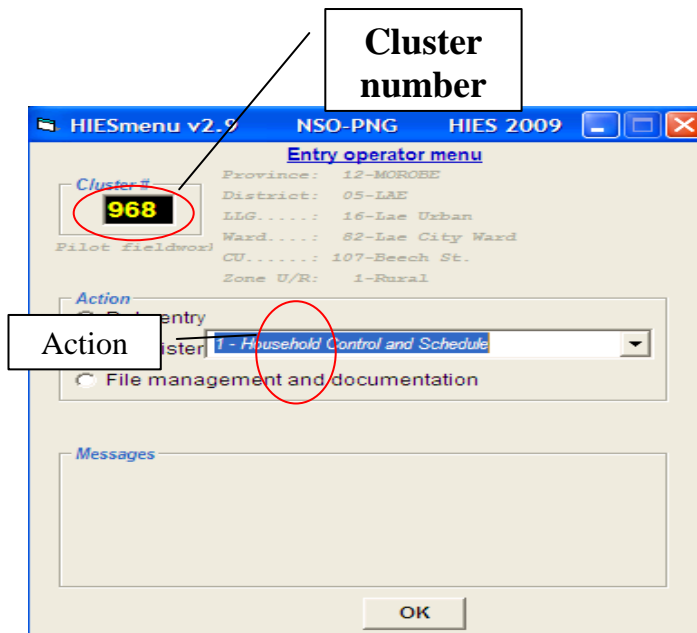 Cluster
number
HIESmenu v2.9 NSO-PNG HIES 2009
Entry operator menu
Cluster #
968
Pilot fieldwork
Province: 12-MOROBE
District: 05-LAE
LLG.....: 16-Lae Urban
Ward....: 82-Lae City Ward
CU......: 107-Beech St.
Zone U/R: 1-Rural
Action
entry
Action
1 - Household Control and Schedule
File management and documentation
Messages
OK